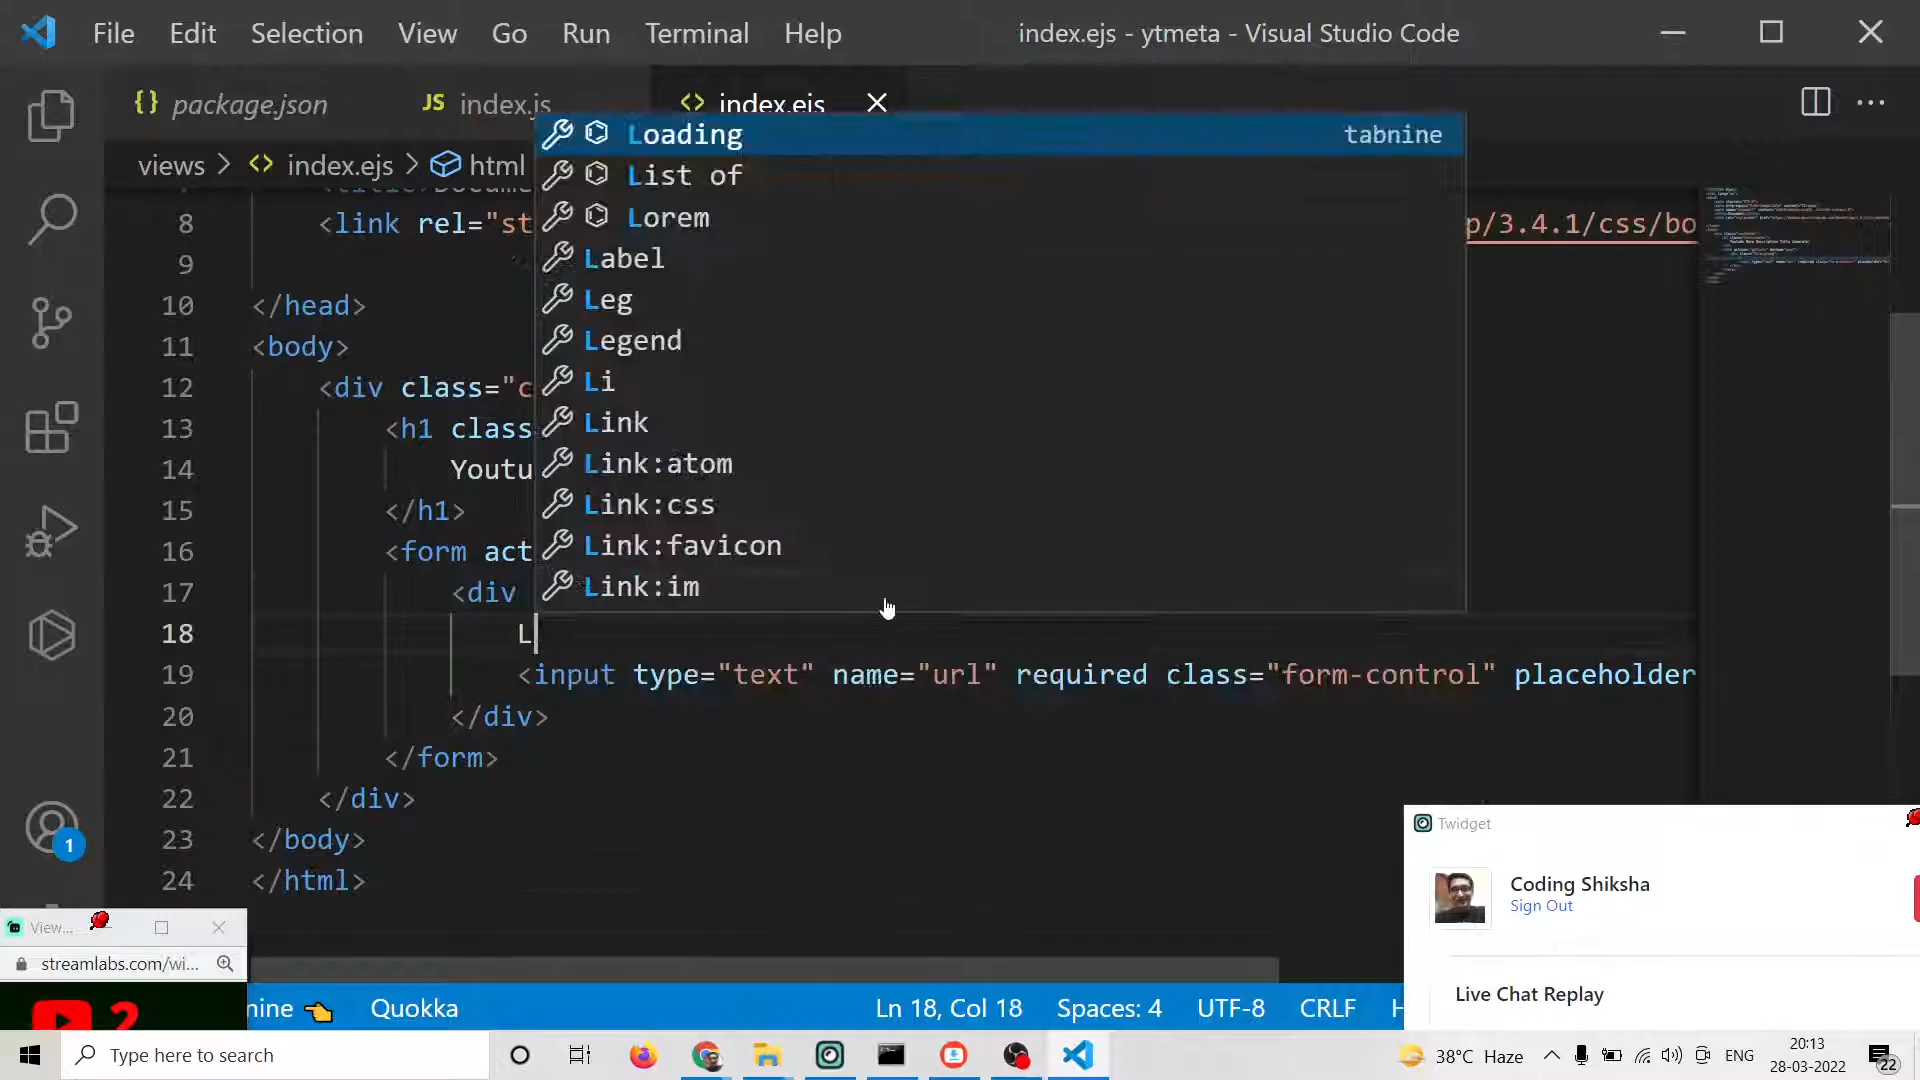 File Edit Selection View Go Run Terminal Help index.ejs - ytmeta - Visual Studio Code
{} package.json JS index.js <> index.ejs
views > <> index.ejs > html
8 <link rel="st p/3.4.1/css/bo
9
10 </head>
11 <body>
12 <div class="c
13 <h1 class
14 Youtu
15 </h1>
16 <form act
17 <div
18 L
19 <input type="text" name="url" required class="form-control" placeholder
20 </div>
21 </form>
22 </div>
23 </body>
24 </html>
Loading tabnine
List of
Lorem
Label
Leg
Legend
Li
Link
Link:atom
Link:css
Link:favicon
Link:im
1
Twidget
Coding Shiksha
Sign Out
Live Chat Replay
View...
streamlabs.com/wi...
2
nine 👈 Quokka Ln 18, Col 18 Spaces: 4 UTF-8 CRLF H
Type here to search 38°C Haze ENG 20:13
28-03-2022
22